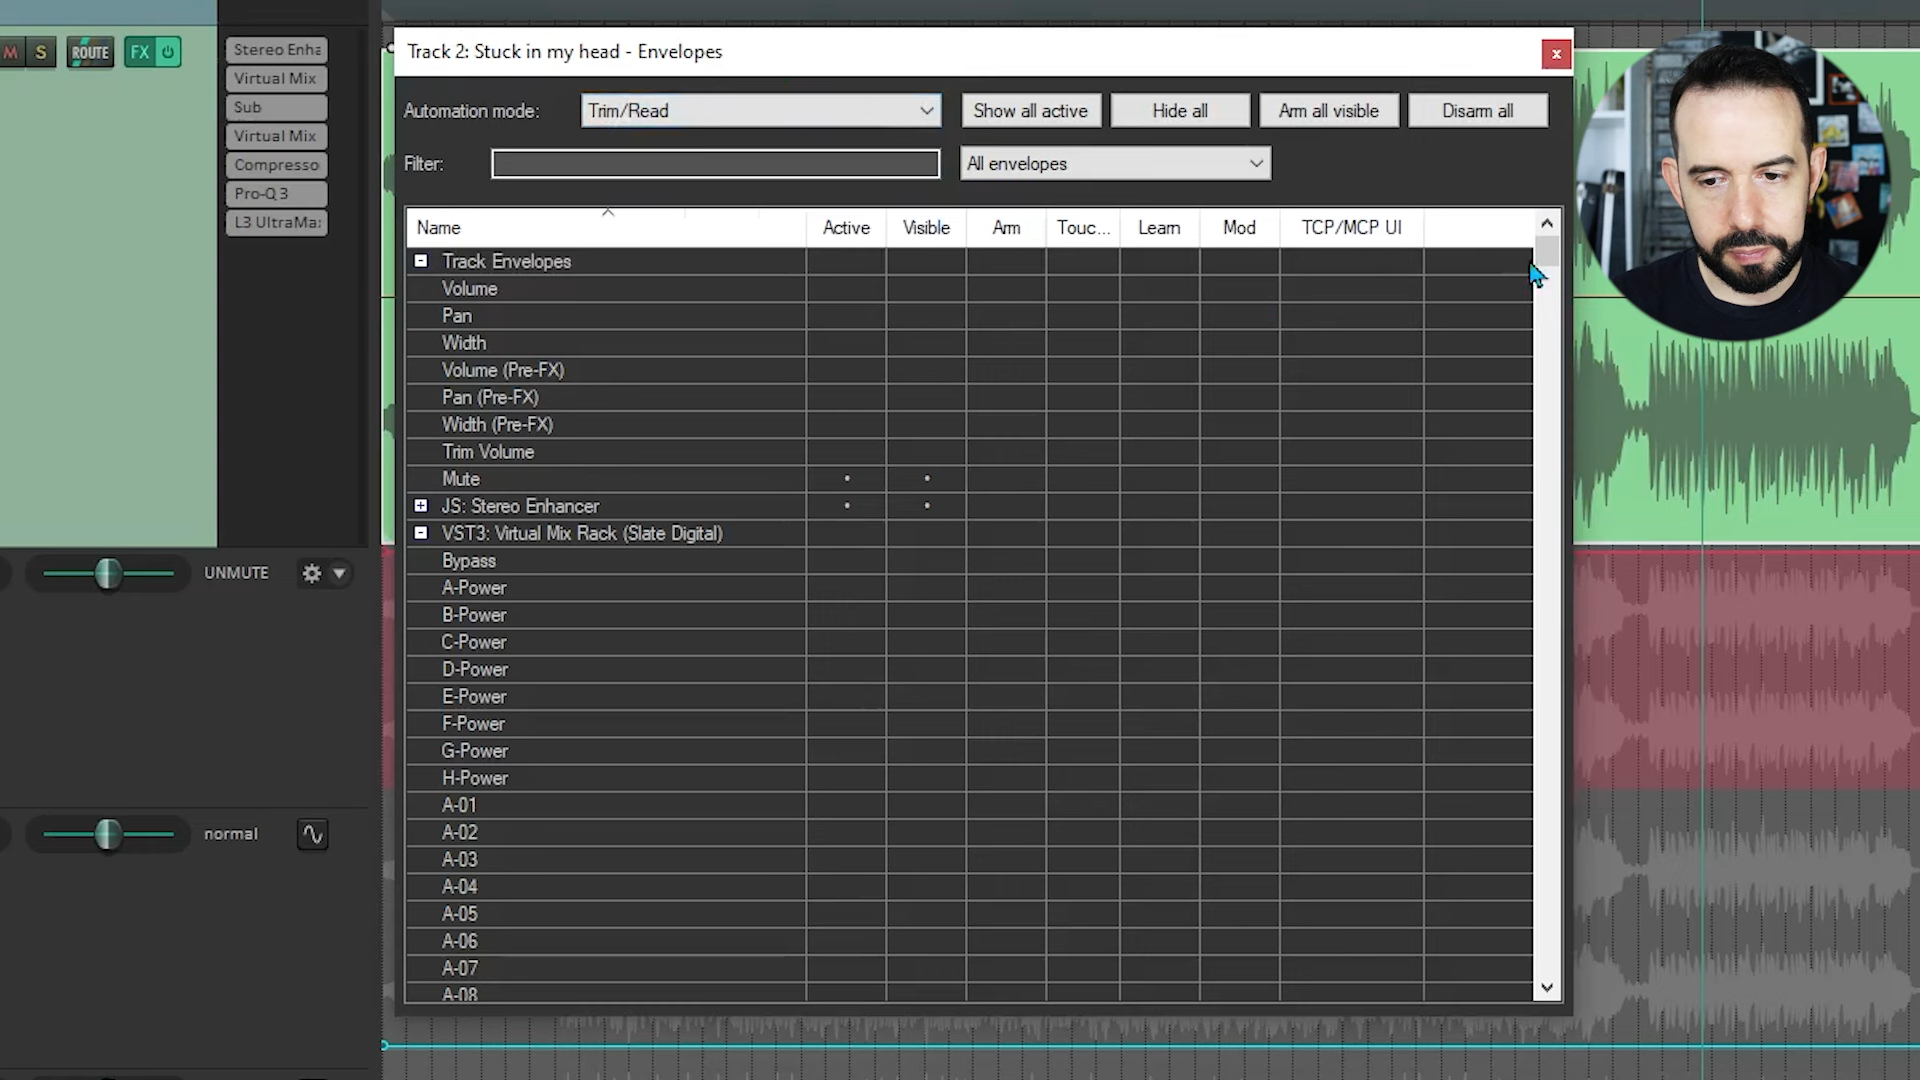 M S ROUTE FX
Stereo Enha
Virtual Mix
Sub
Virtual Mix
Compresso
Pro-Q 3
L3 UltraMa
UNMUTE
normal
Track 2: Stuck in my head - Envelopes
x
Automation mode: Trim/Read Show all active Hide all Arm all visible Disarm all
Filter: All envelopes
Name Active Visible Arm Touc... Learn Mod TCP/MCP UI
Track Envelopes
Volume
Pan
Width
Volume (Pre-FX)
Pan (Pre-FX)
Width (Pre-FX)
Trim Volume
Mute
JS: Stereo Enhancer
VST3: Virtual Mix Rack (Slate Digital)
Bypass
A-Power
B-Power
C-Power
D-Power
E-Power
F-Power
G-Power
H-Power
A-01
A-02
A-03
A-04
A-05
A-06
A-07
A-08